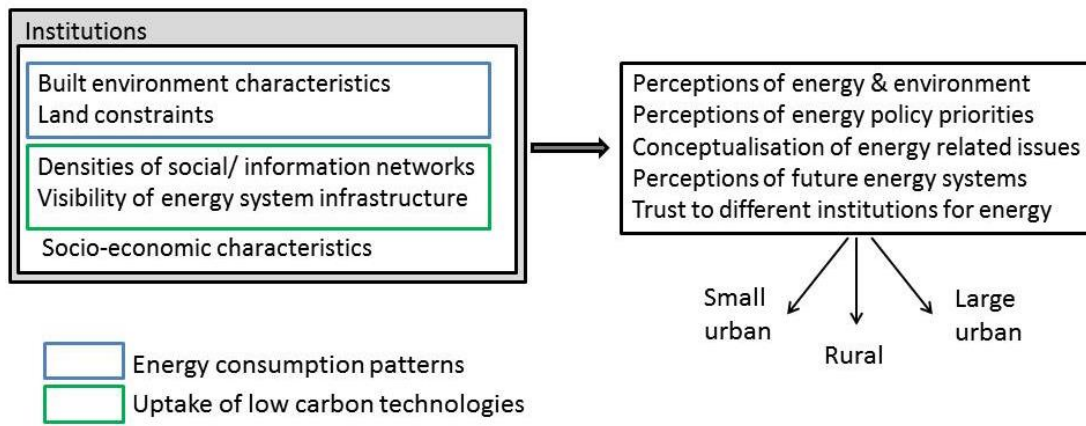 Institutions
Built environment characteristics
Land constraints
Densities of social/ information networks
Visibility of energy system infrastructure
Socio-economic characteristics
Perceptions of energy & environment
Perceptions of energy policy priorities
Conceptualisation of energy related issues
Perceptions of future energy systems
Trust to different institutions for energy
Small
urban
Rural
Large
urban
Energy consumption patterns
Uptake of low carbon technologies